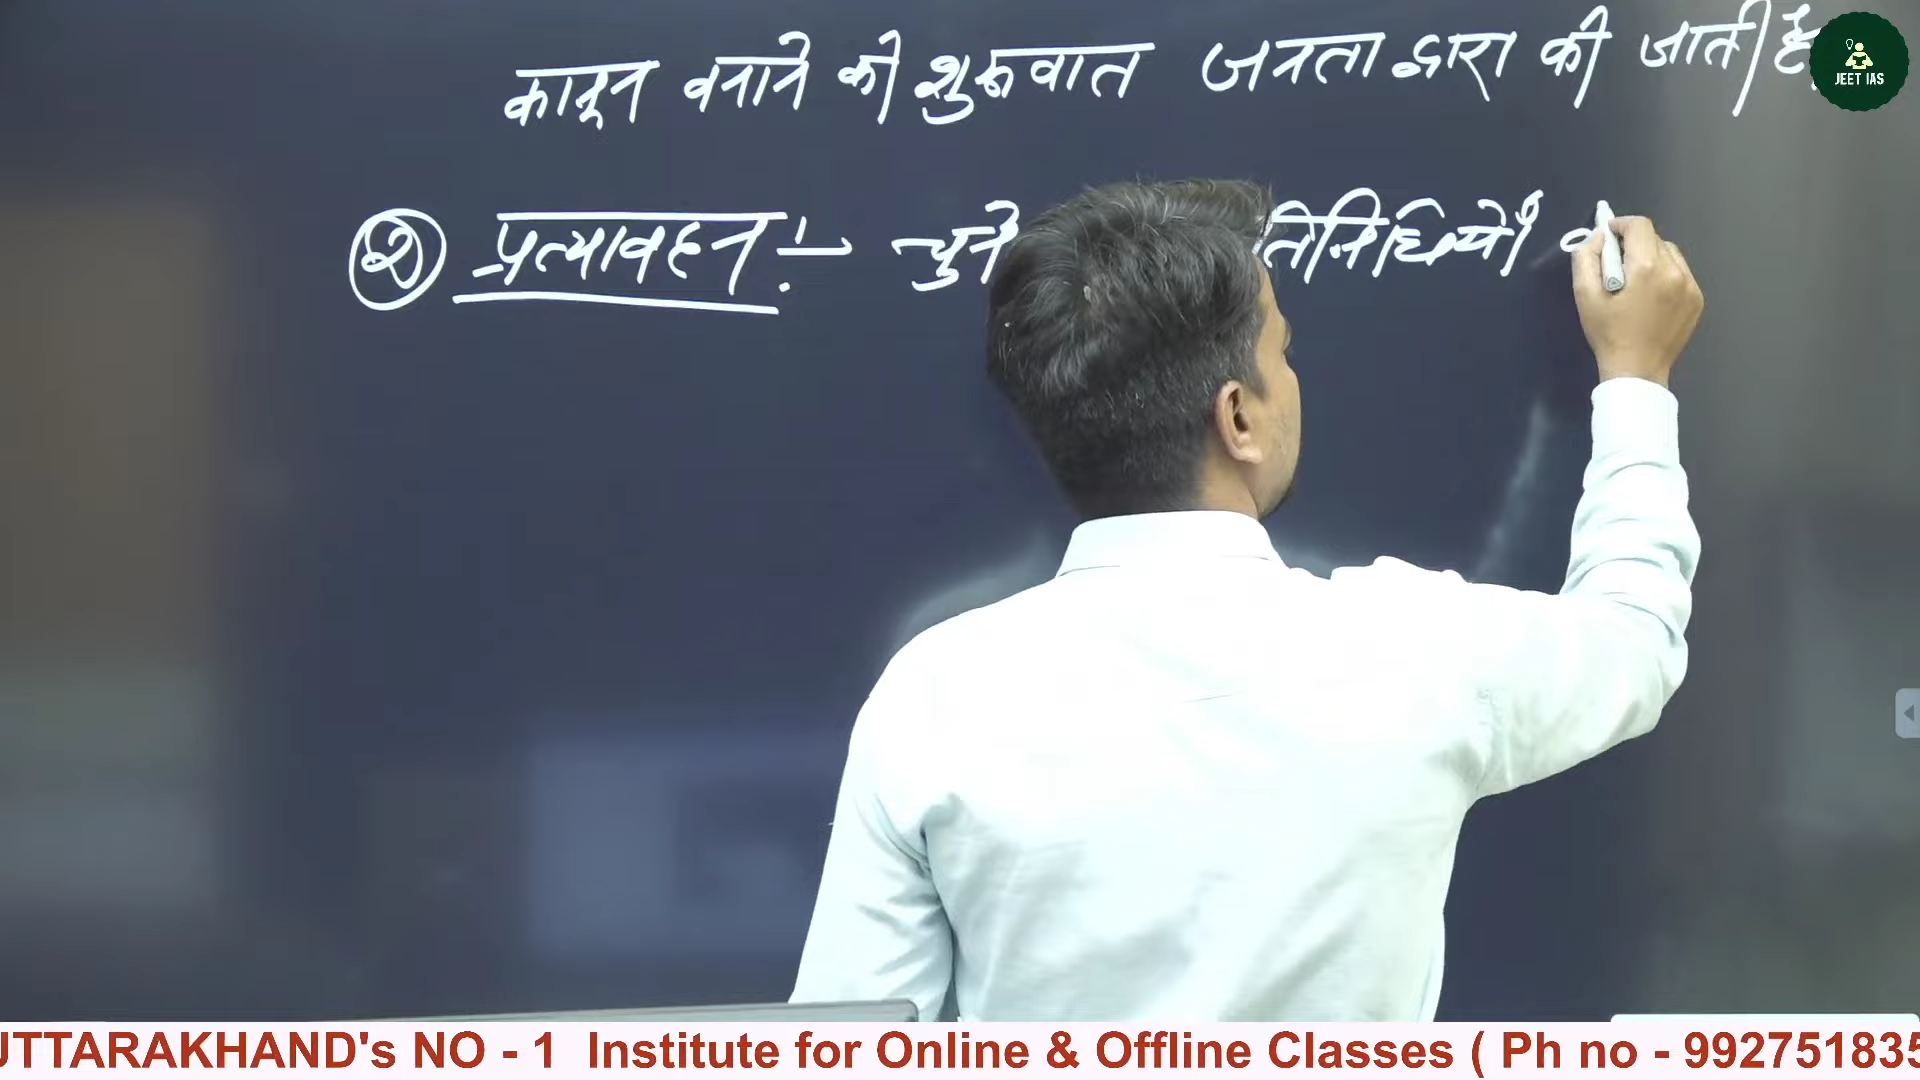 कानून बनाने की शुरूवात जनता द्वारा की जाती है
JEET IAS
② प्रत्यावहन :- चुने तिनिधियों
UTTARAKHAND's NO - 1 Institute for Online & Offline Classes ( Ph no - 992751835